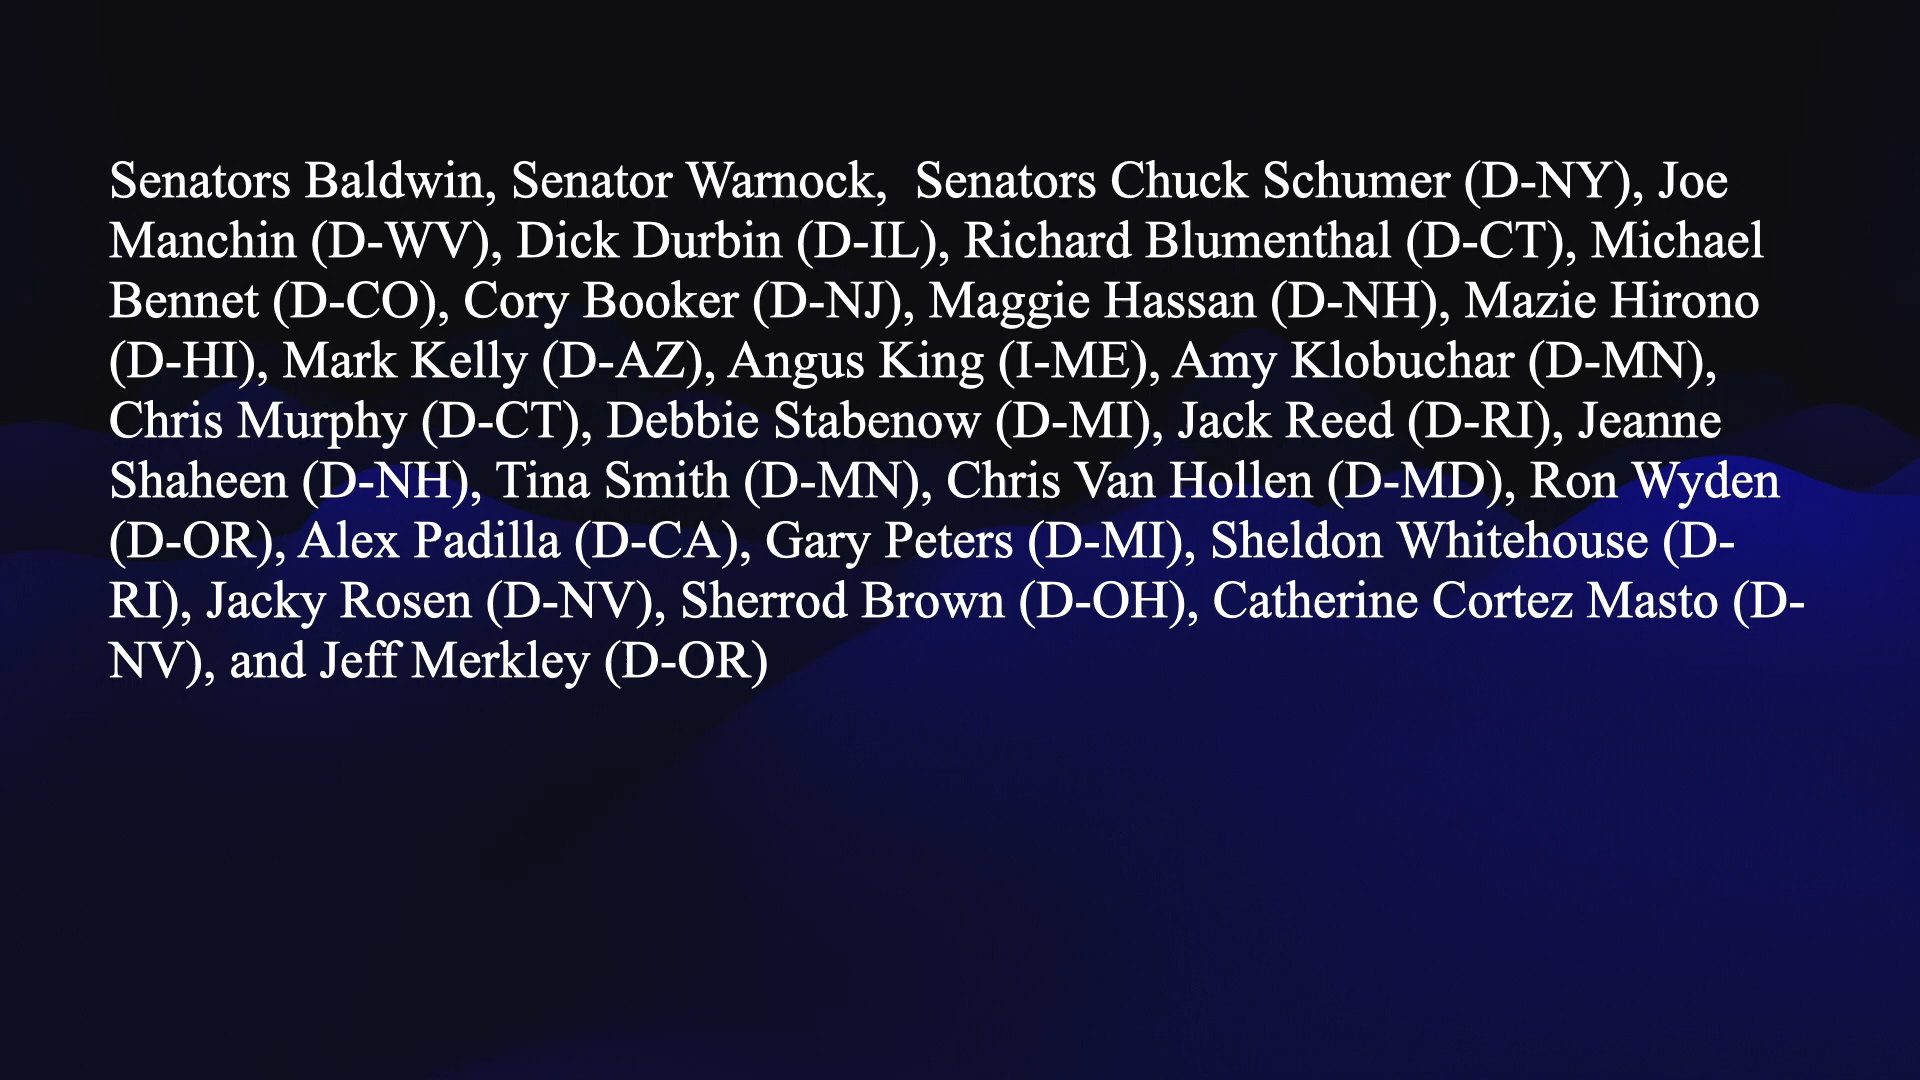 Senators Baldwin, Senator Warnock,  Senators Chuck Schumer (D-NY), Joe
Manchin (D-WV), Dick Durbin (D-IL), Richard Blumenthal (D-CT), Michael
Bennet (D-CO), Cory Booker (D-NJ), Maggie Hassan (D-NH), Mazie Hirono
(D-HI), Mark Kelly (D-AZ), Angus King (I-ME), Amy Klobuchar (D-MN),
Chris Murphy (D-CT), Debbie Stabenow (D-MI), Jack Reed (D-RI), Jeanne
Shaheen (D-NH), Tina Smith (D-MN), Chris Van Hollen (D-MD), Ron Wyden
(D-OR), Alex Padilla (D-CA), Gary Peters (D-MI), Sheldon Whitehouse (D-
RI), Jacky Rosen (D-NV), Sherrod Brown (D-OH), Catherine Cortez Masto (D-
NV), and Jeff Merkley (D-OR)